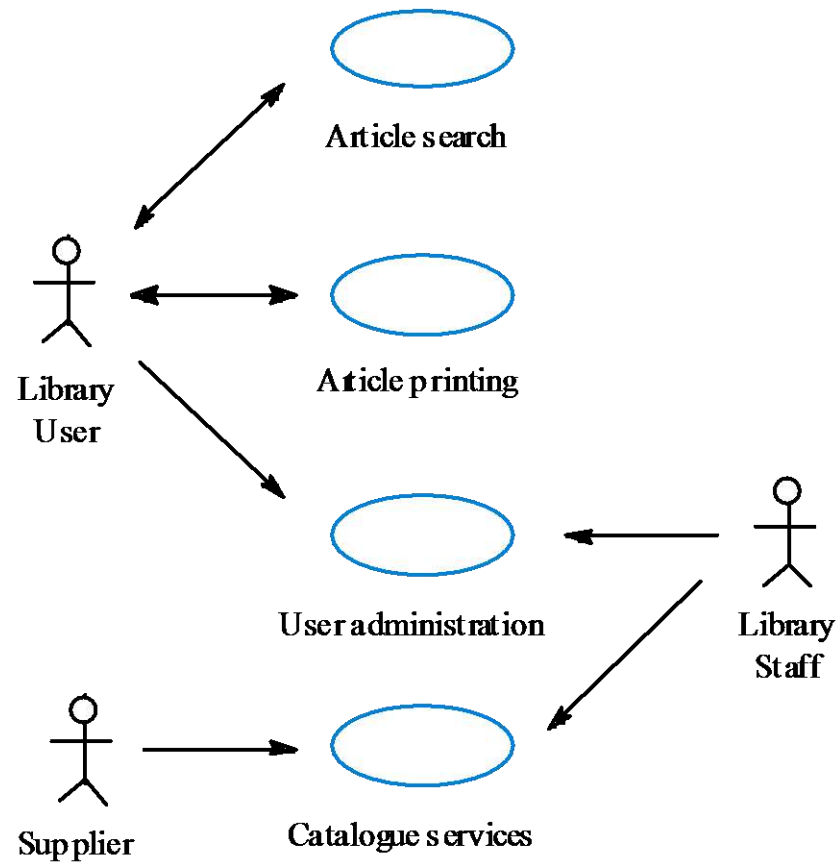 Article search
Article printing
Library
User
User administration
Library
Staff
Catalogue services
Supplier